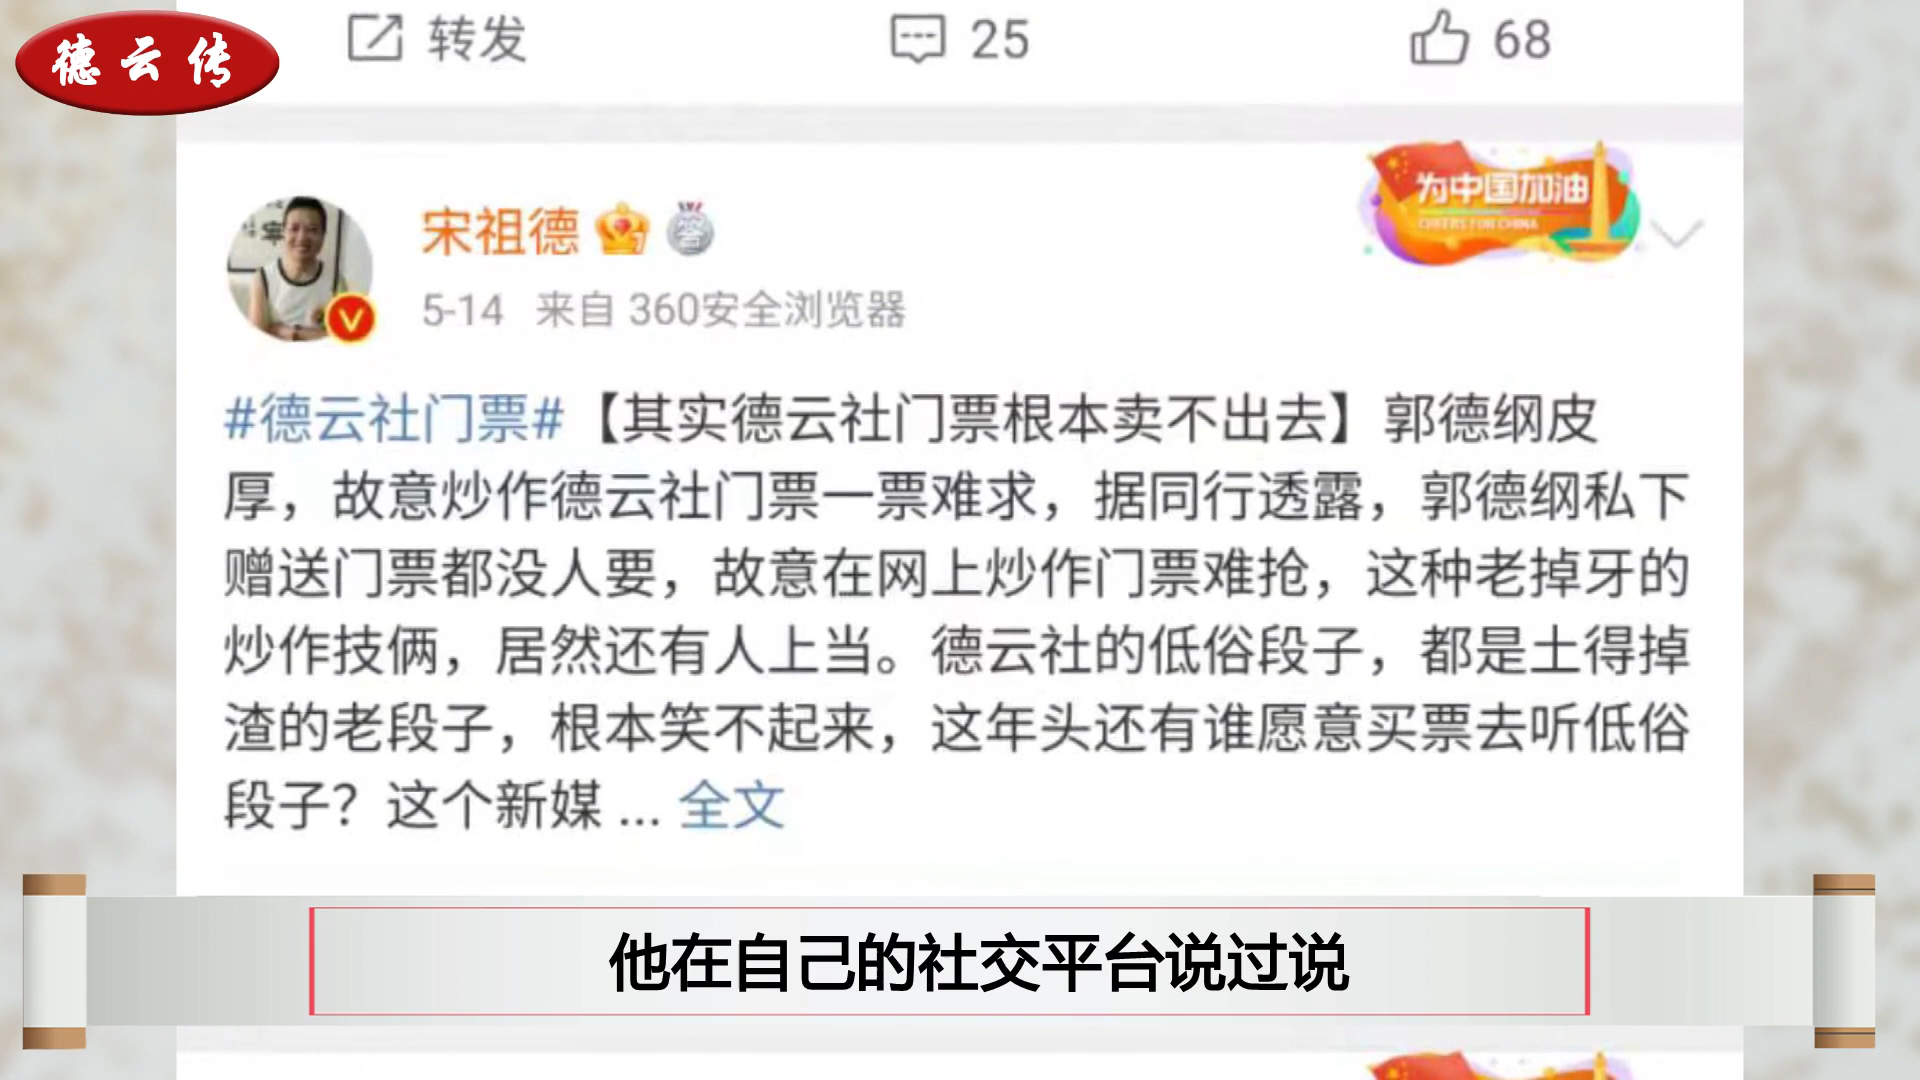 德云传
转发
25
68
为中国加油
CHEERS FOR CHINA
宋祖德
答
5-14 来自 360安全浏览器
#德云社门票#【其实德云社门票根本卖不出去】郭德纲皮
厚，故意炒作德云社门票一票难求，据同行透露，郭德纲私下
赠送门票都没人要，故意在网上炒作门票难抢，这种老掉牙的
炒作技俩，居然还有人上当。德云社的低俗段子，都是土得掉
渣的老段子，根本笑不起来，这年头还有谁愿意买票去听低俗
段子？这个新媒 ... 全文
他在自己的社交平台说过说